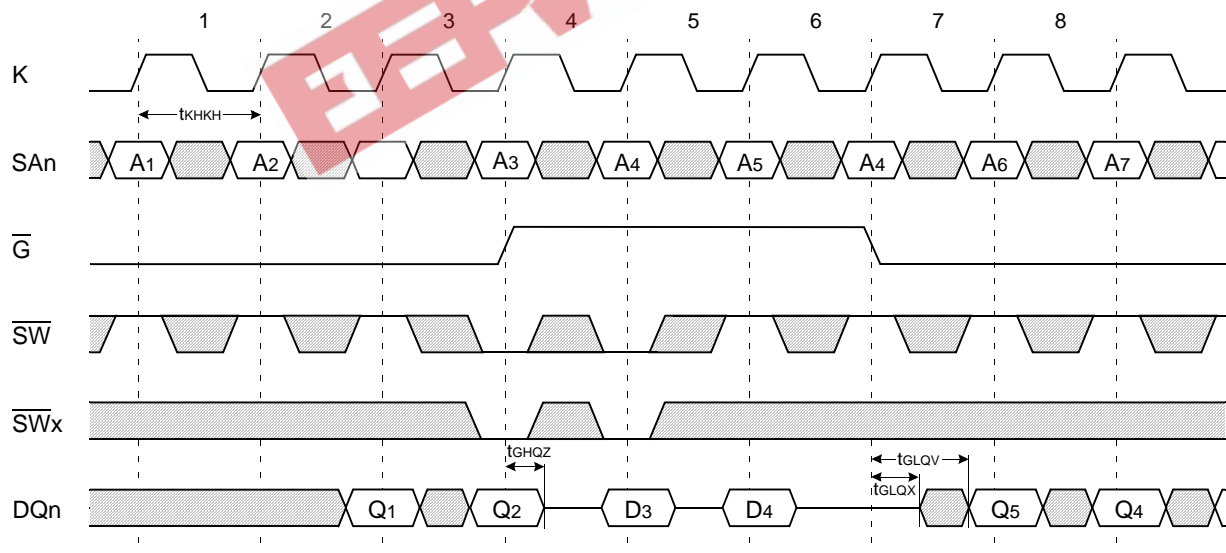 1 2 3 4 5 6 7 8
K
tKHKH
SAn A1 A2 A3 A4 A5 A4 A6 A7
G
SW
SWx
tGHQZ tGLQV
tGLQX
DQn Q1 Q2 D3 D4 Q5 Q4